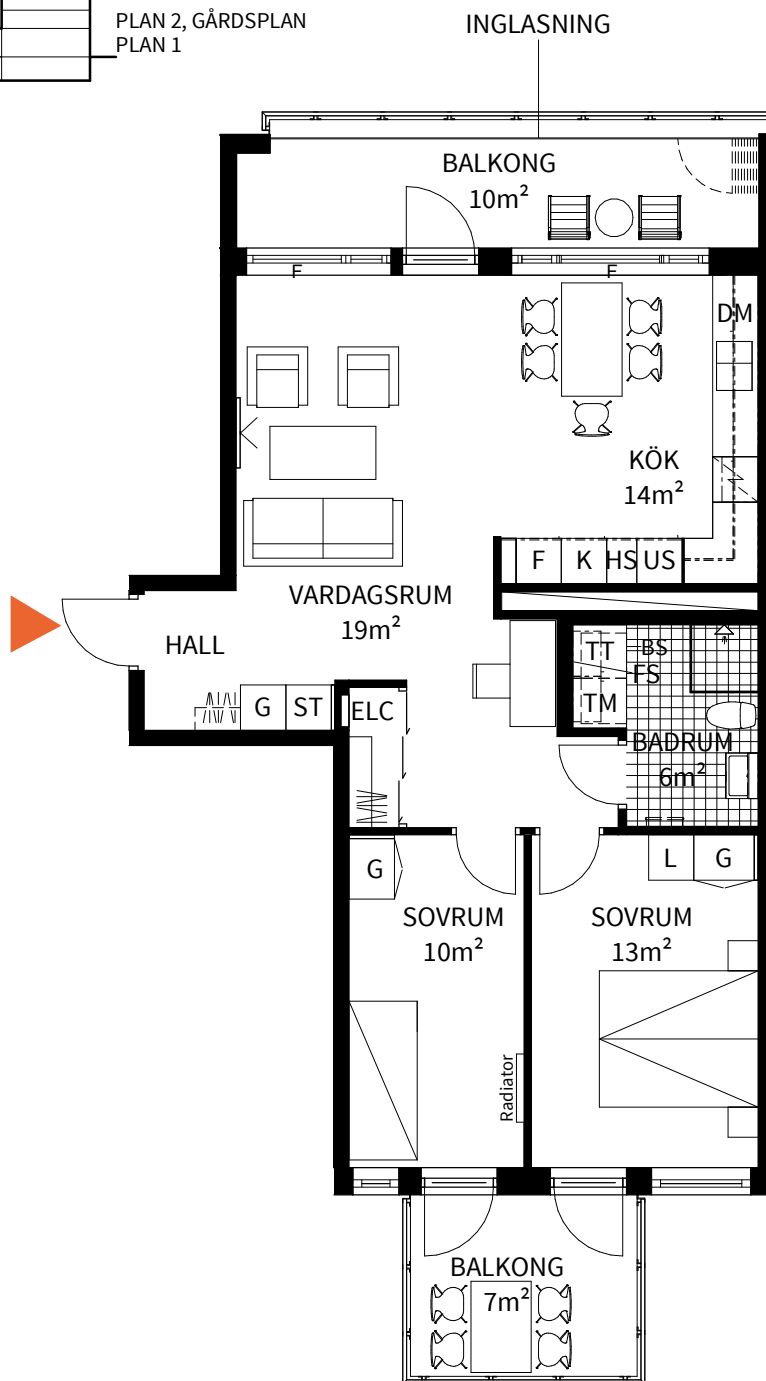 PLAN 2, GÅRDSPLAN
PLAN 1
INGLASNING
BALKONG
10m²
F
F
DM
KÖK
14m²
F K HS US
VARDAGSRUM
19m²
HALL
TT
BS
FS
TM
G ST
ELC
BADRUM
6m²
G
L G
SOVRUM
10m²
SOVRUM
13m²
Radiator
BALKONG
7m²